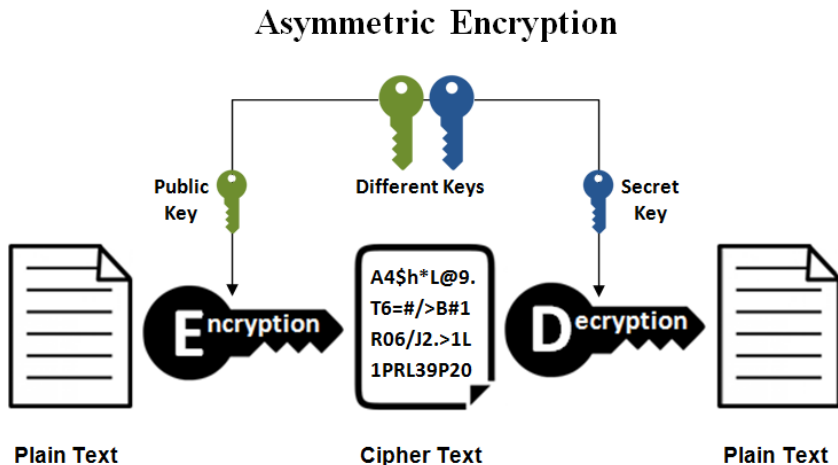 Asymmetric Encryption
Different Keys
Public
Key
Secret
Key
Encryption
A4$h*L@9.
T6=#/>B#1
R06/J2.>1L
1PRL39P20
Decryption
Plain Text
Cipher Text
Plain Text